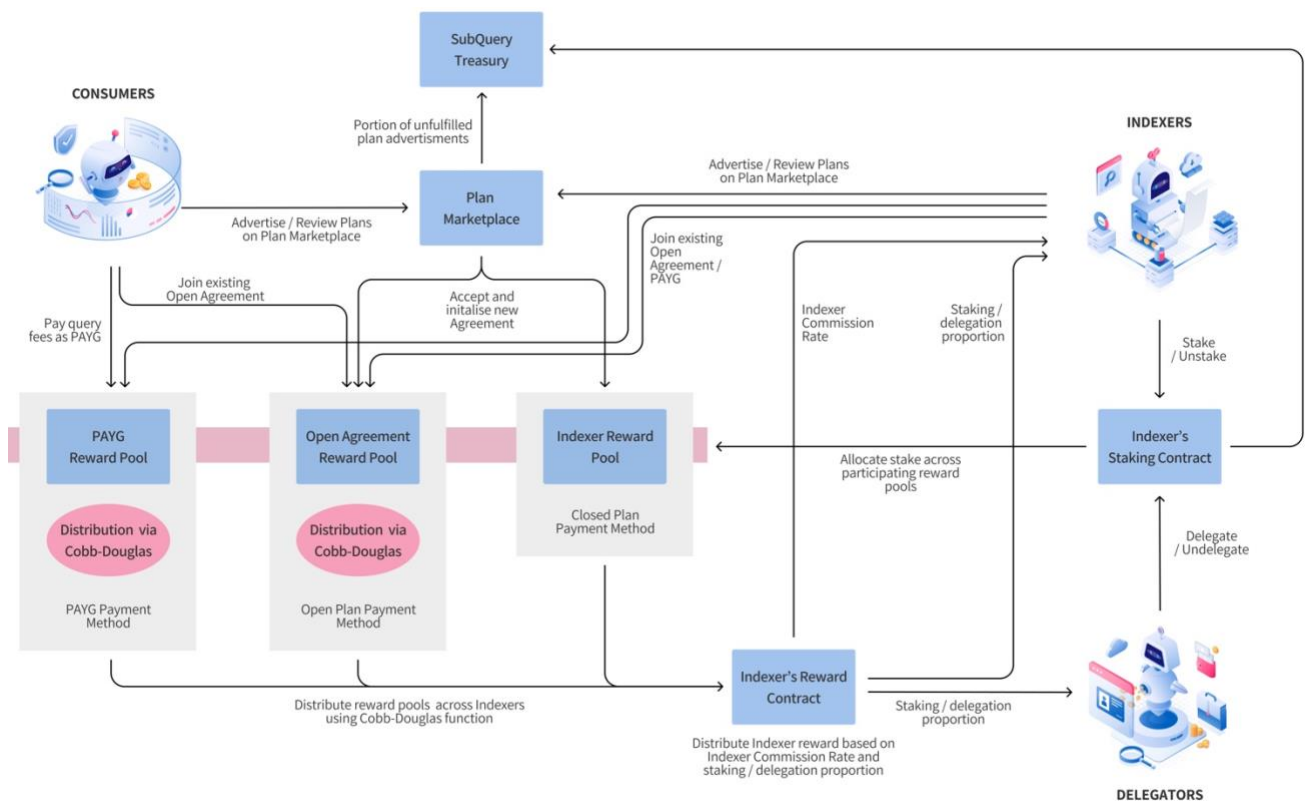 SubQuery
Treasury
CONSUMERS
INDEXERS
Portion of unfulfilled
plan advertisments
Advertise / Review Plans
on Plan Marketplace
Plan
Marketplace
Advertise / Review Plans
on Plan Marketplace
Join existing
Open
Agreement /
PAYG
Join existing
Open Agreement
Accept and
initalise new
Agreement
Pay query
fees as PAYG
Indexer
Commission
Rate
Staking /
delegation
proportion
Stake
/ Unstake
PAYG
Reward Pool
Open Agreement
Reward Pool
Indexer Reward
Pool
Indexer's
Staking Contract
Allocate stake across
participating reward
pools
Distribution via
Cobb-Douglas
Distribution via
Cobb-Douglas
Closed Plan
Payment Method
Delegate
/ Undelegate
PAYG Payment
Method
Open Plan Payment
Method
Indexer's Reward
Contract
Distribute reward pools across Indexers
using Cobb-Douglas function
Staking / delegation
proportion
Distribute Indexer reward based on
Indexer Commission Rate and
staking / delegation proportion
DELEGATORS